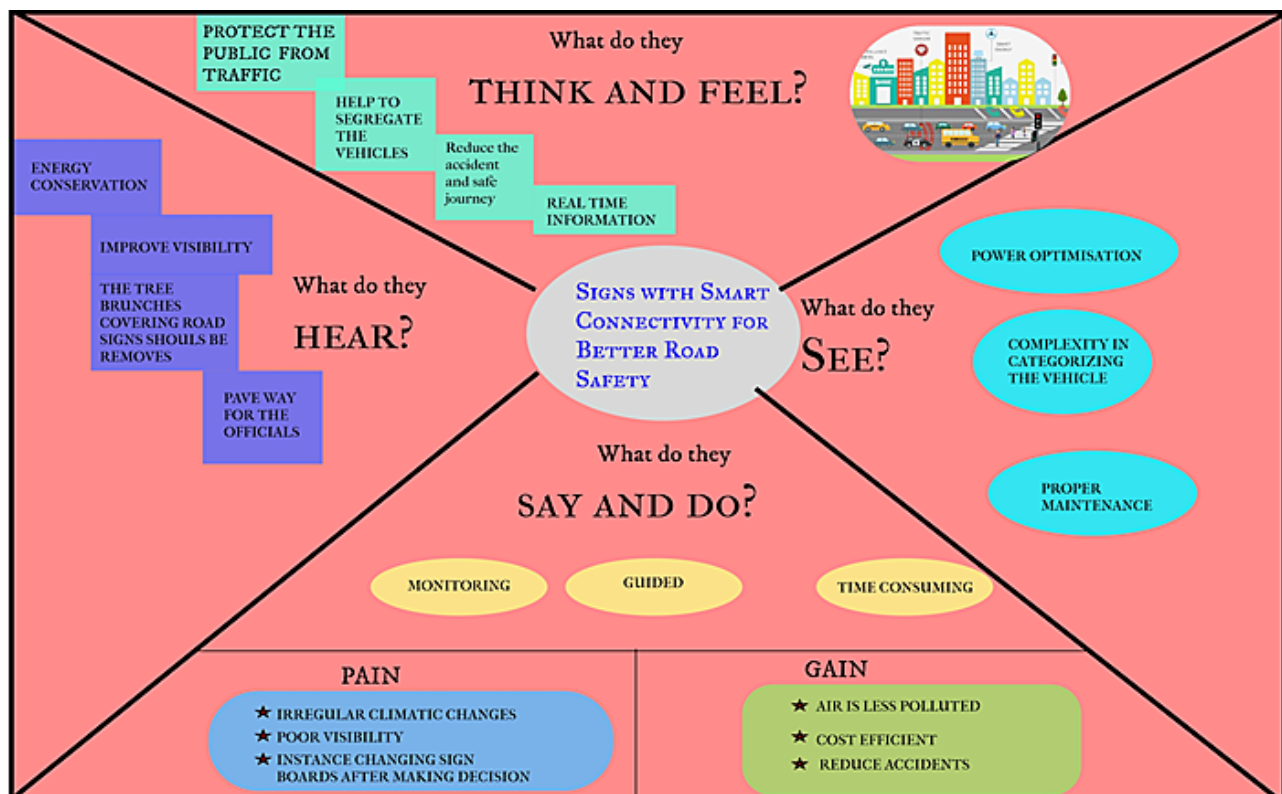 What do they
THINK AND FEEL?
PROTECT THE
PUBLIC FROM
TRAFFIC
HELP TO
SEGREGATE
THE
VEHICLES
Reduce the
accident
and safe
journey
REAL TIME
INFORMATION
ENERGY
CONSERVATION
IMPROVE VISIBILITY
THE TREE
BRUNCHES
COVERING ROAD
SIGNS SHOULS BE
REMOVES
PAVE WAY
FOR THE
OFFICIALS
What do they
HEAR?
SIGNS WITH SMART
CONNECTIVITY FOR
BETTER ROAD
SAFETY
What do they
SEE?
POWER OPTIMISATION
COMPLEXITY IN
CATEGORIZING
THE VEHICLE
PROPER
MAINTENANCE
What do they
SAY AND DO?
MONITORING
GUIDED
TIME CONSUMING
PAIN
IRREGULAR CLIMATIC CHANGES
POOR VISIBILITY
INSTANCE CHANGING SIGN
BOARDS AFTER MAKING DECISION
GAIN
AIR IS LESS POLLUTED
COST EFFICIENT
REDUCE ACCIDENTS